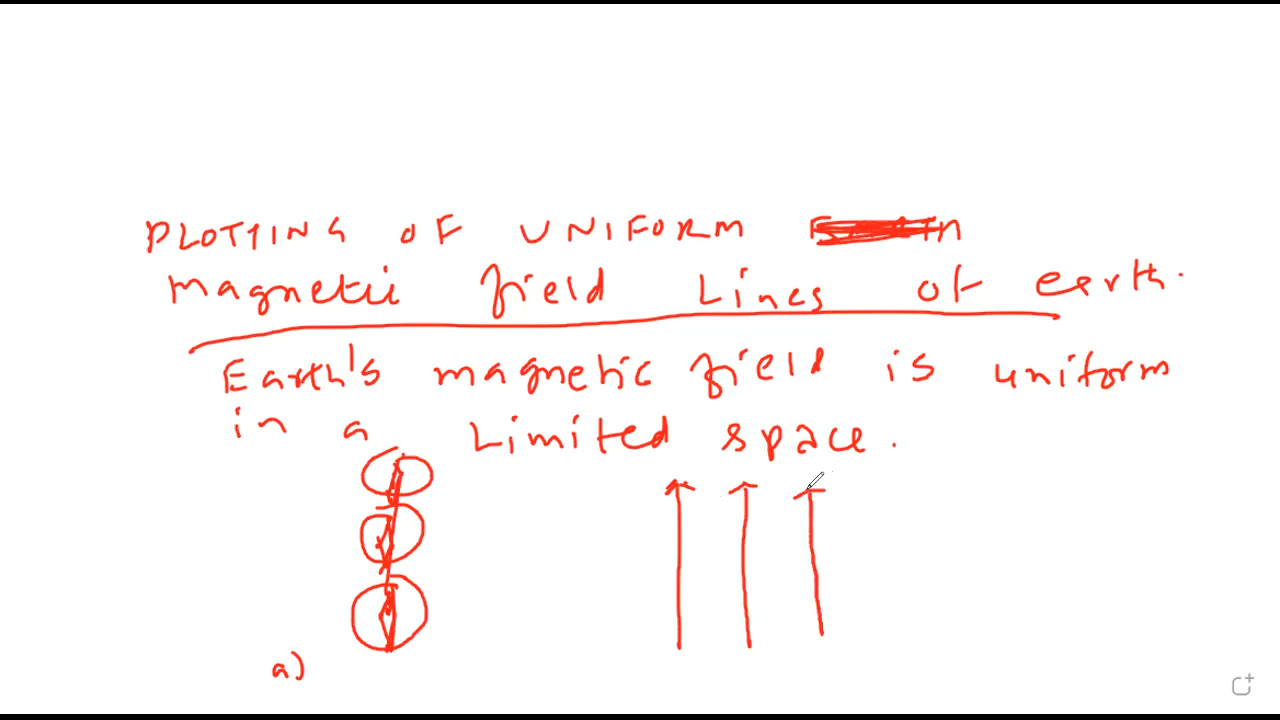 PLOTTING OF UNIFORM
magnetic field Lines of earth.
Earth's magnetic field is uniform
in a Limited space.
a)